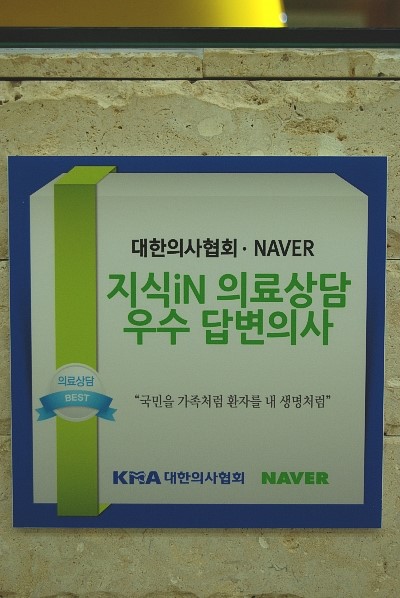 대한의사협회 · NAVER
지식iN 의료상담
우수 답변의사
의료상담
BEST
“국민을 가족처럼 환자를 내 생명처럼”
KMA 대한의사협회 NAVER